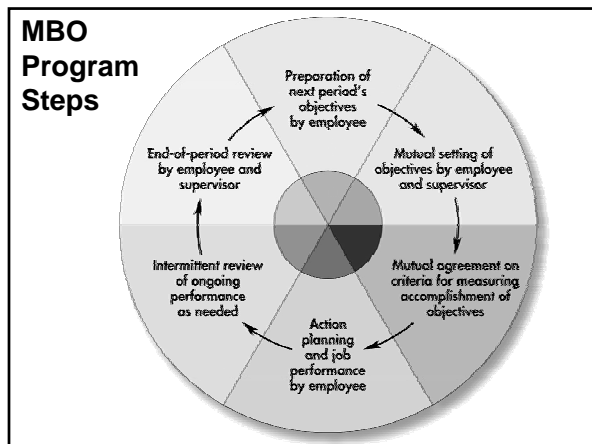 MBO
Program
Steps
Preparation of
next period's
objectives
by employee
Mutual setting of
objectives by employee
and supervisor
Mutual agreement on
criteria for measuring
accomplishment of
objectives
Action
planning
and job
performance
by employee
Intermittent review
of ongoing
performance
as needed
End-of-period review
by employee and
supervisor